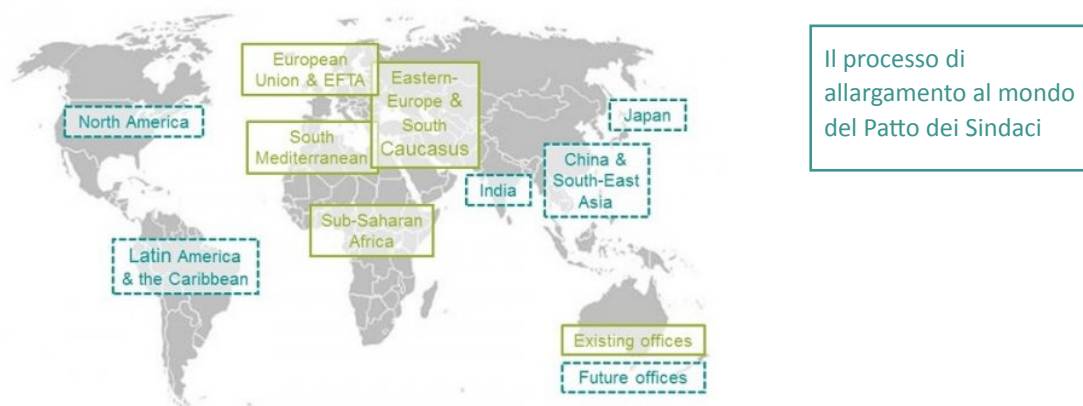 European
Union & EFTA
Eastern-
Europe &
South
Caucasus
North America
South
Mediterranean
Japan
China &
South-East
Asia
India
Sub-Saharan
Africa
Latin America
& the Caribbean
Existing offices
Future offices
Il processo di
allargamento al mondo
del Patto dei Sindaci